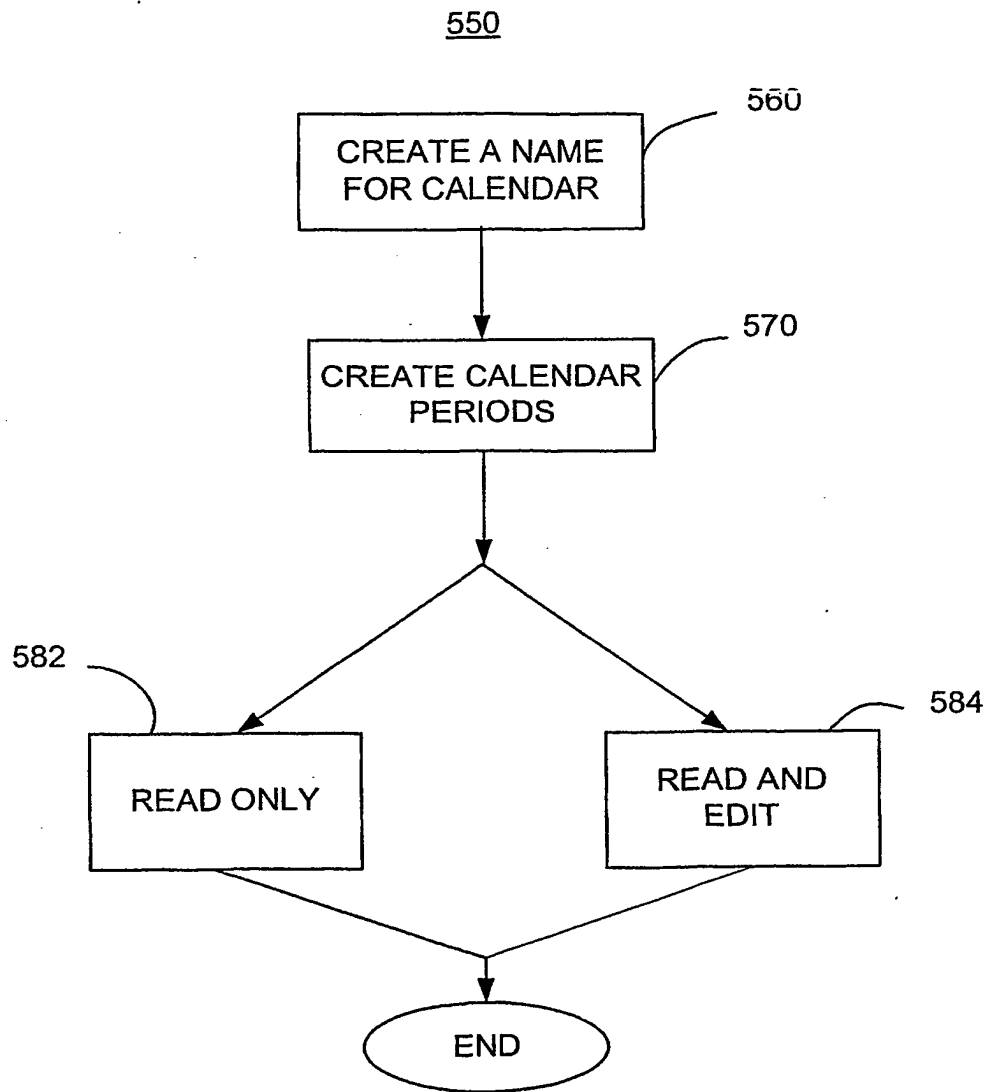 550
560
CREATE A NAME
FOR CALENDAR
570
CREATE CALENDAR
PERIODS
582
584
READ ONLY
READ AND
EDIT
END